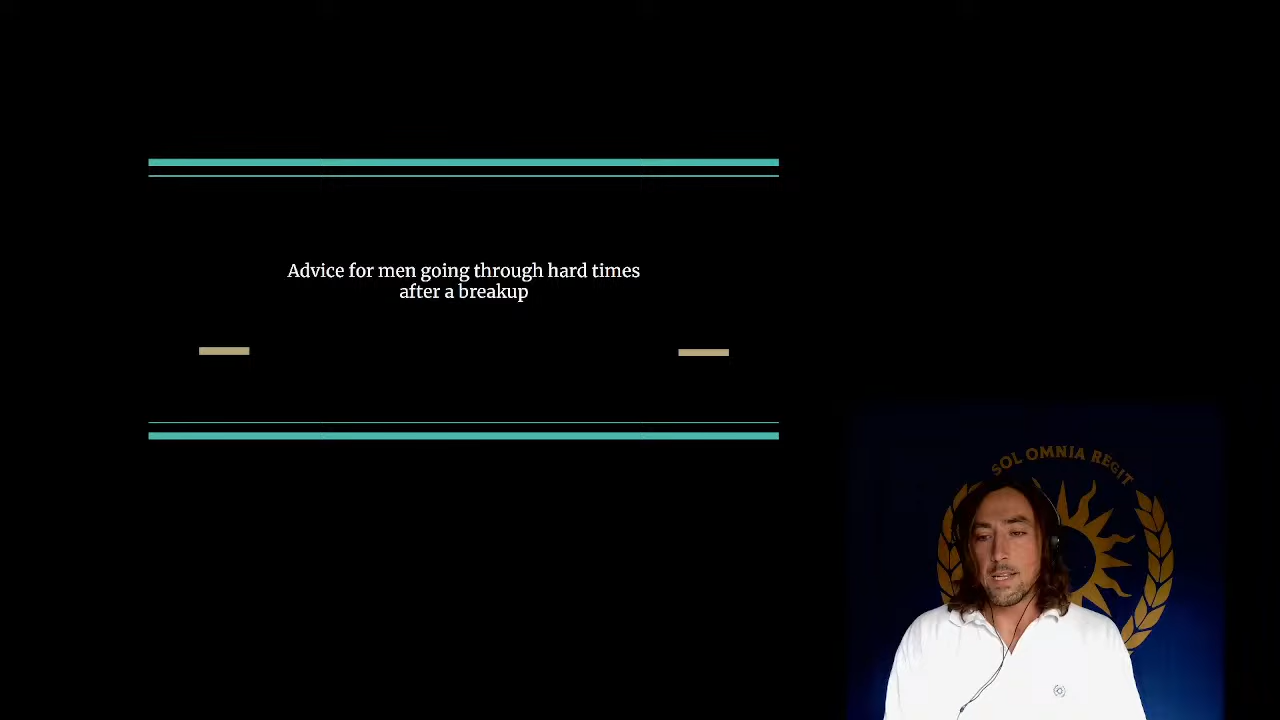 Advice for men going through hard times
after a breakup
SOL OMNIA REGIT